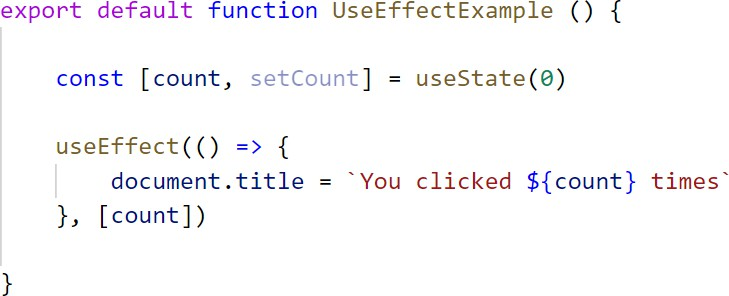 export default function UseEffectExample () {
const [count, setCount] = useState(0)
useEffect(() => {
document.title = `You clicked ${count} times`
}, [count])
}